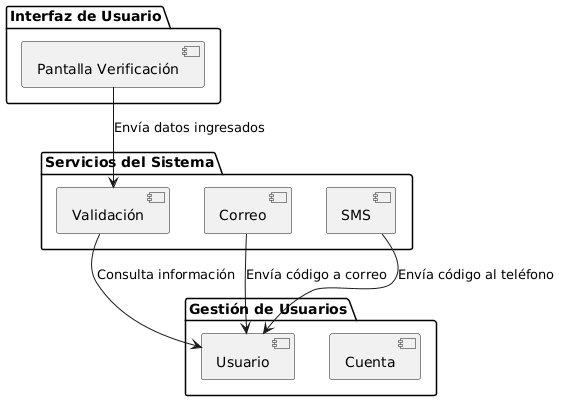 Interfaz de Usuario
Pantalla Verificación
Envía datos ingresados
Servicios del Sistema
Validación
Correo
SMS
Consulta información
Envía código a correo
Envía código al teléfono
Gestión de Usuarios
Usuario
Cuenta